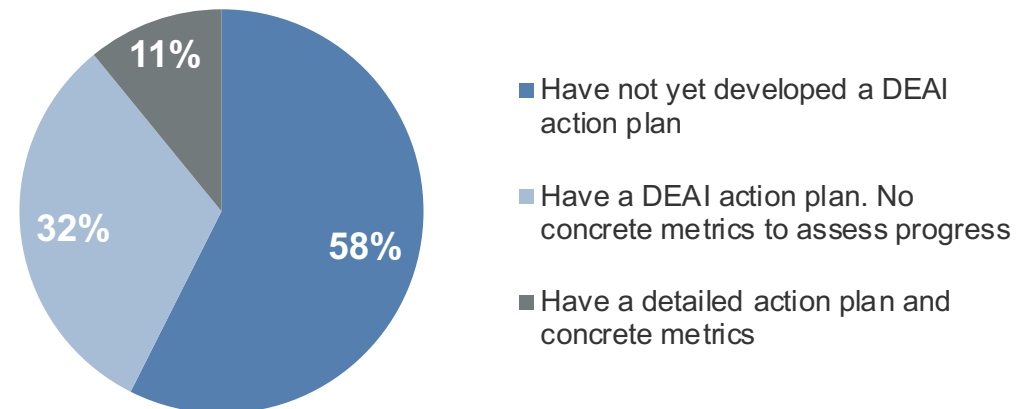 11%
32%
58%
Have not yet developed a DEAI
action plan
Have a DEAI action plan. No
concrete metrics to assess progress
Have a detailed action plan and
concrete metrics